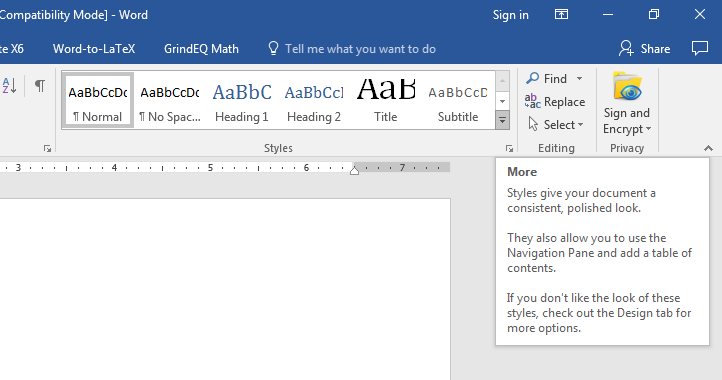 Compatibility Mode] - Word
Sign in
te X6
Word-to-LaTeX
GrindEQ Math
Tell me what you want to do
Share
A
Z
¶
AaBbCcDc
AaBbCcDc
AaBbC
AaBbCcI
AaB
AaBbCcD
¶ Normal
¶ No Spac...
Heading 1
Heading 2
Title
Subtitle
Find
ab
ac
Replace
Select
Sign and
Encrypt
Styles
Editing
Privacy
3 4 5 6 7
More
Styles give your document a
consistent, polished look.
They also allow you to use the
Navigation Pane and add a table of
contents.
If you don't like the look of these
styles, check out the Design tab for
more options.